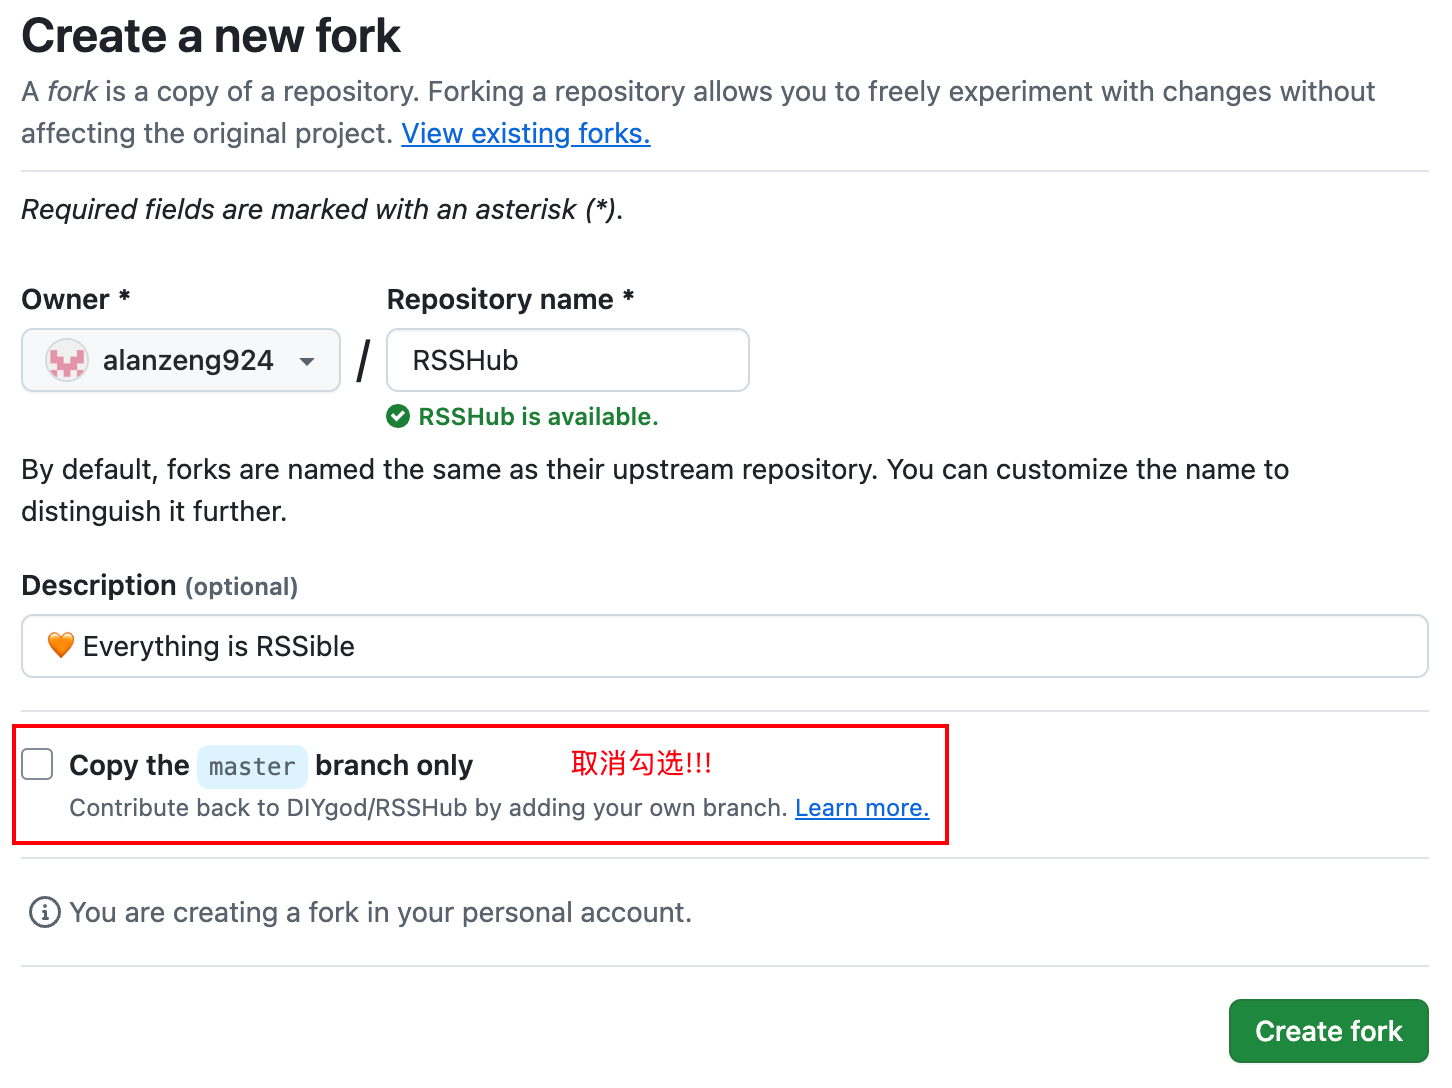 Create a new fork
A fork is a copy of a repository. Forking a repository allows you to freely experiment with changes without
affecting the original project. View existing forks.
Required fields are marked with an asterisk (*).
Owner * Repository name *
alanzeng924 / RSSHub
RSSHub is available.
By default, forks are named the same as their upstream repository. You can customize the name to
distinguish it further.
Description (optional)
🧡 Everything is RSSible
Copy the master branch only 取消勾选!!!
Contribute back to DIYgod/RSSHub by adding your own branch. Learn more.
You are creating a fork in your personal account.
Create fork